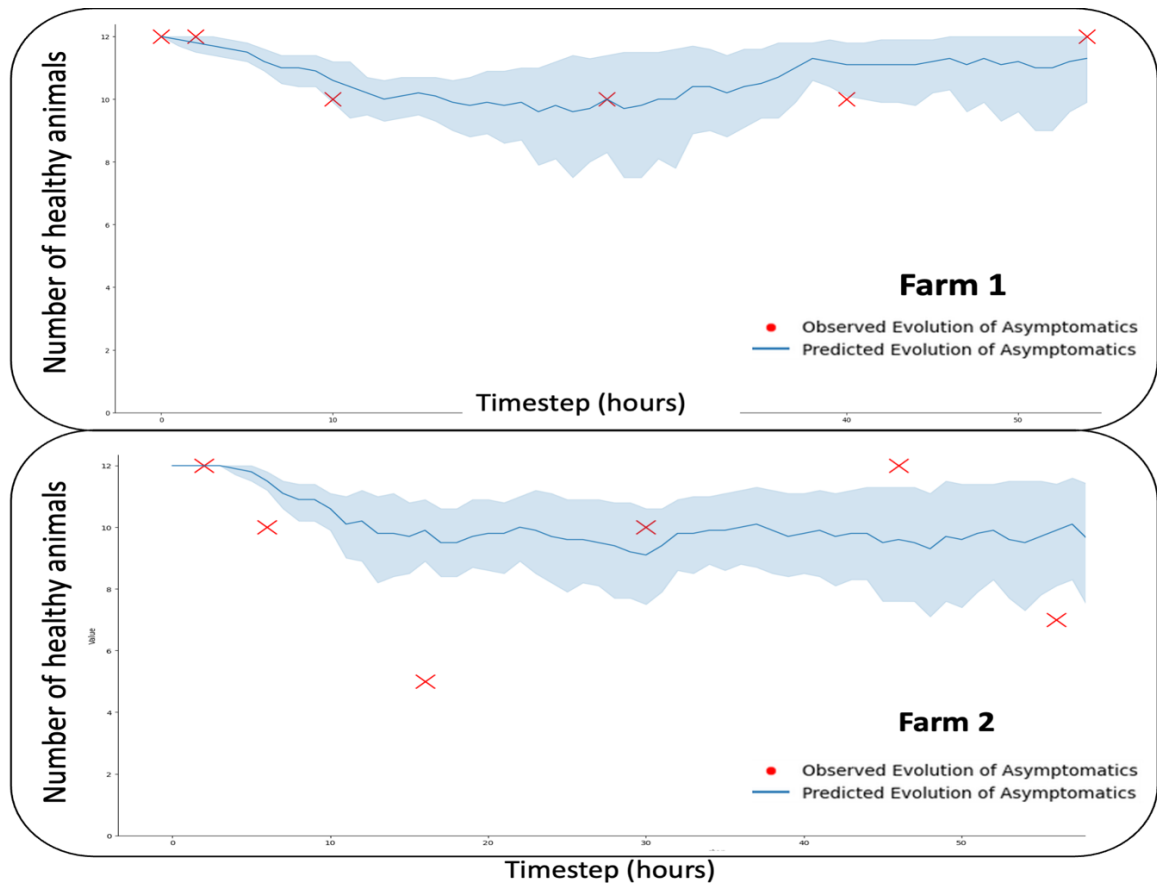 Number of healthy animals
12
10
8
6
4
2
0
Farm 1
Observed Evolution of Asymptomatics
Predicted Evolution of Asymptomatics
Timestep (hours)
0 10 40 50
Number of healthy animals
Value
12
10
8
6
4
2
0
Farm 2
Observed Evolution of Asymptomatics
Predicted Evolution of Asymptomatics
0 10 20 30 40 50
Timestep (hours)